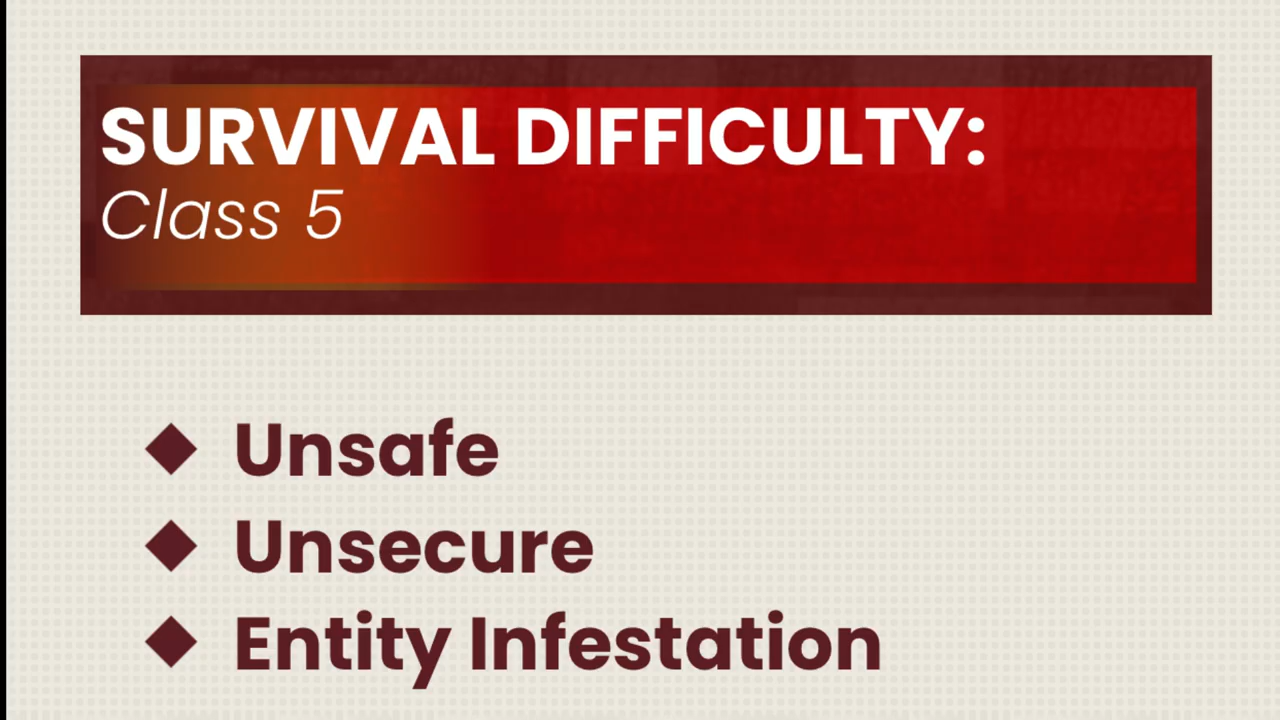 SURVIVAL DIFFICULTY:
Class 5
Unsafe
Unsecure
Entity Infestation